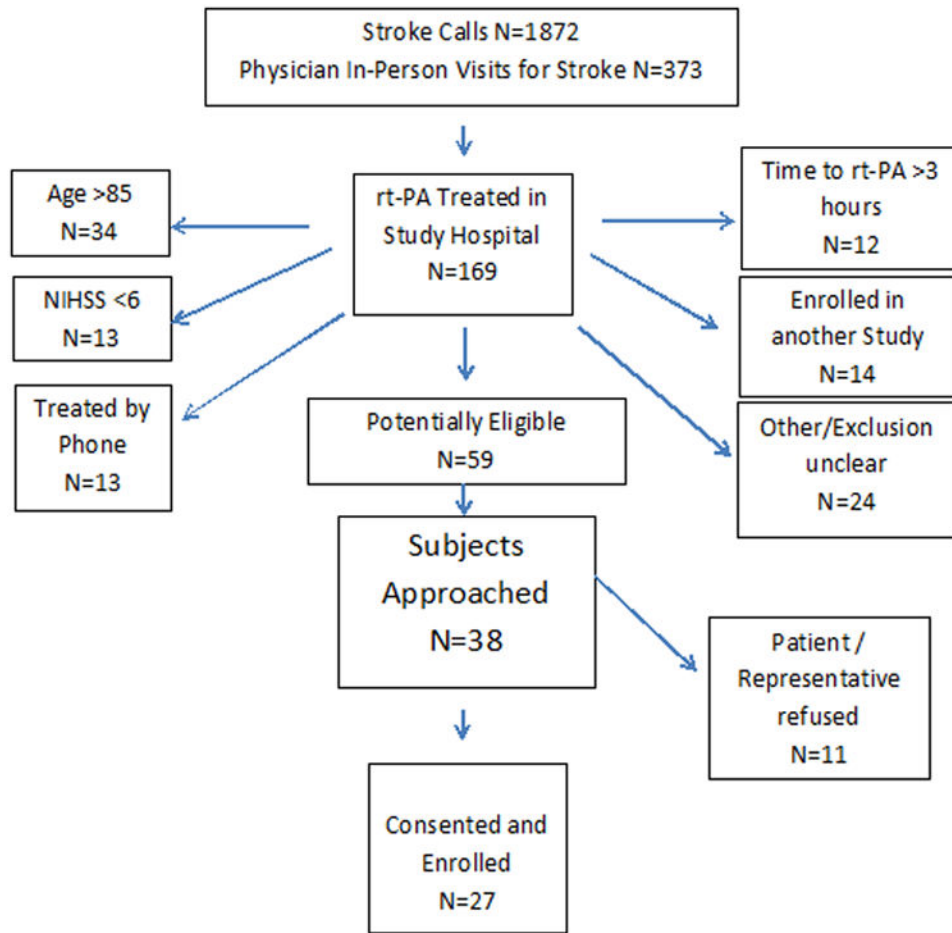 Stroke Calls N=1872
Physician In-Person Visits for Stroke N=373
Age >85
N=34
rt-PA Treated in
Study Hospital
N=169
Time to rt-PA >3
hours
N=12
NIHSS <6
N=13
Enrolled in
another Study
N=14
Treated by
Phone
N=13
Potentially Eligible
N=59
Other/Exclusion
unclear
N=24
Subjects
Approached
N=38
Patient /
Representative
refused
N=11
Consented and
Enrolled
N=27